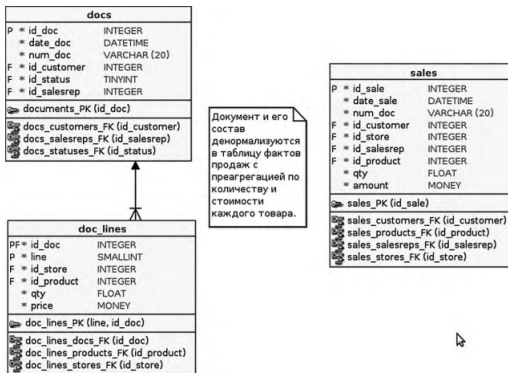 docs
P * id_doc INTEGER
* date_doc DATETIME
* num_doc VARCHAR (20)
F * id_customer INTEGER
F * id_status TINYINT
F * id_salesrep INTEGER
documents_PK (id_doc)
docs_customers_FK (id_customer)
docs_salesreps_FK (id_salesrep)
docs_statuses_FK (id_status)
doc_lines
PF* id_doc INTEGER
P * line SMALLINT
F * id_store INTEGER
F * id_product INTEGER
* qty FLOAT
* price MONEY
doc_lines_PK (line, id_doc)
doc_lines_docs_FK (id_doc)
doc_lines_products_FK (id_product)
doc_lines_stores_FK (id_store)
Документ и его
состав
денормализуются
в таблицу фактов
продаж с
преагрегацией по
количеству и
стоимости
каждого товара.
sales
P * id_sale INTEGER
* date_sale DATETIME
* num_doc VARCHAR (20)
F * id_customer INTEGER
F * id_store INTEGER
F * id_salesrep INTEGER
F * id_product INTEGER
* qty FLOAT
* amount MONEY
sales_PK (id_sale)
sales_customers_FK (id_customer)
sales_products_FK (id_product)
sales_salesreps_FK (id_salesrep)
sales_stores_FK (id_store)